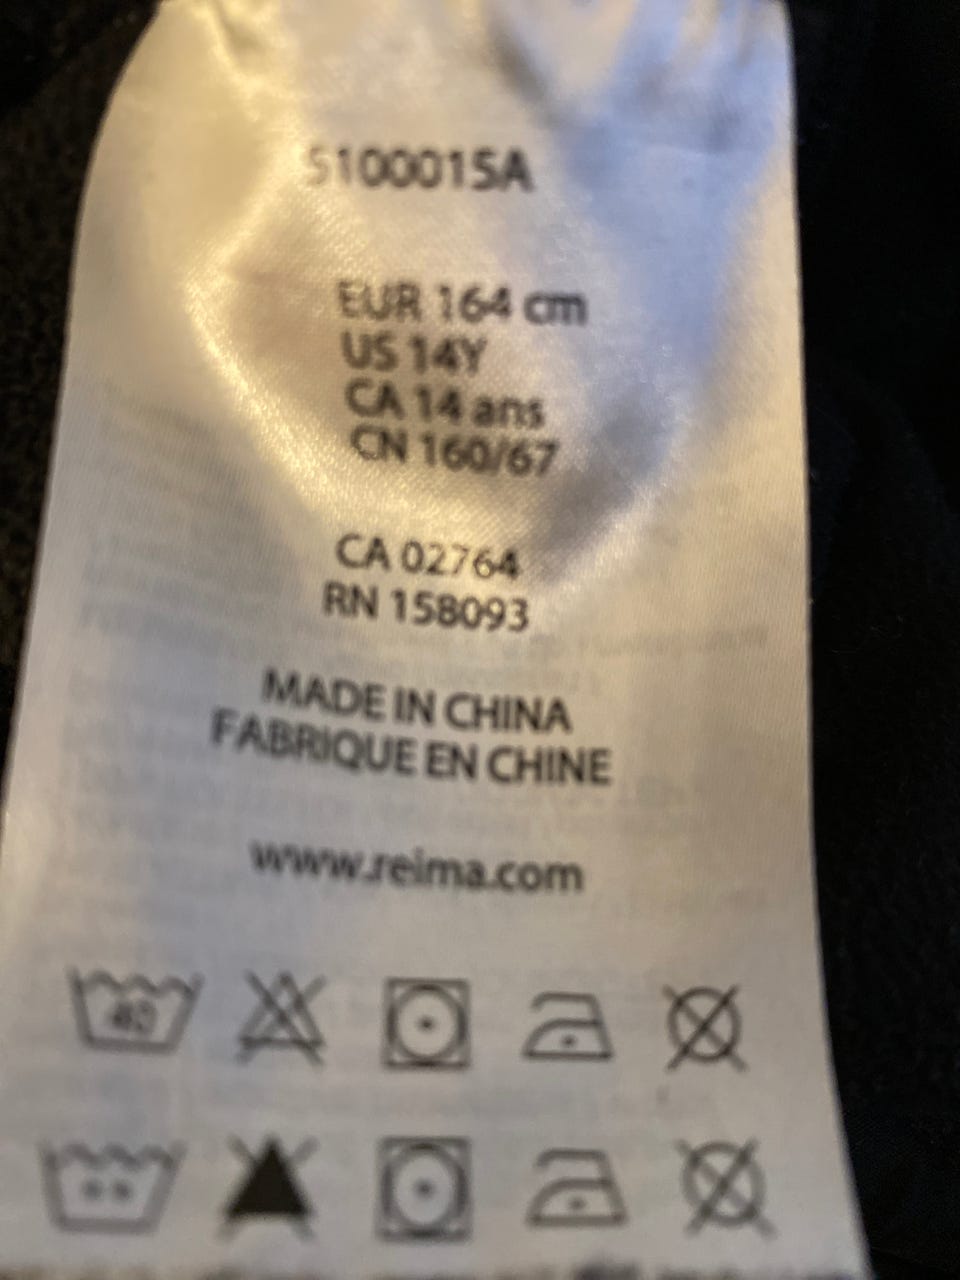 5100015A
EUR 164 cm
US 14Y
CA 14 ans
CN 160/67
CA 02764
RN 158093
MADE IN CHINA
FABRIQUE EN CHINE
www.reima.com
40